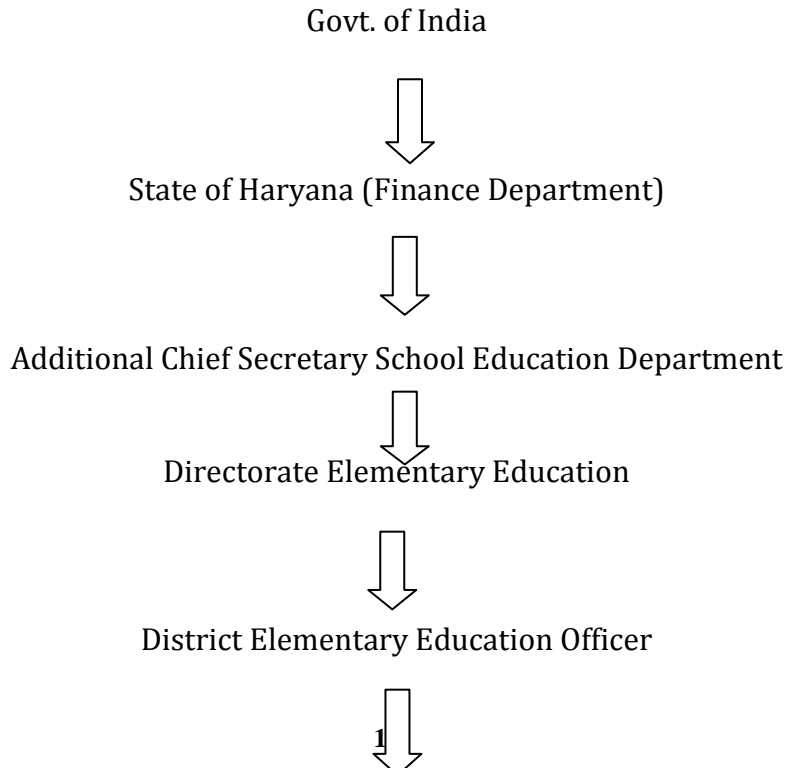 Govt. of India
State of Haryana (Finance Department)
Additional Chief Secretary School Education Department
Directorate Elementary Education
District Elementary Education Officer
1